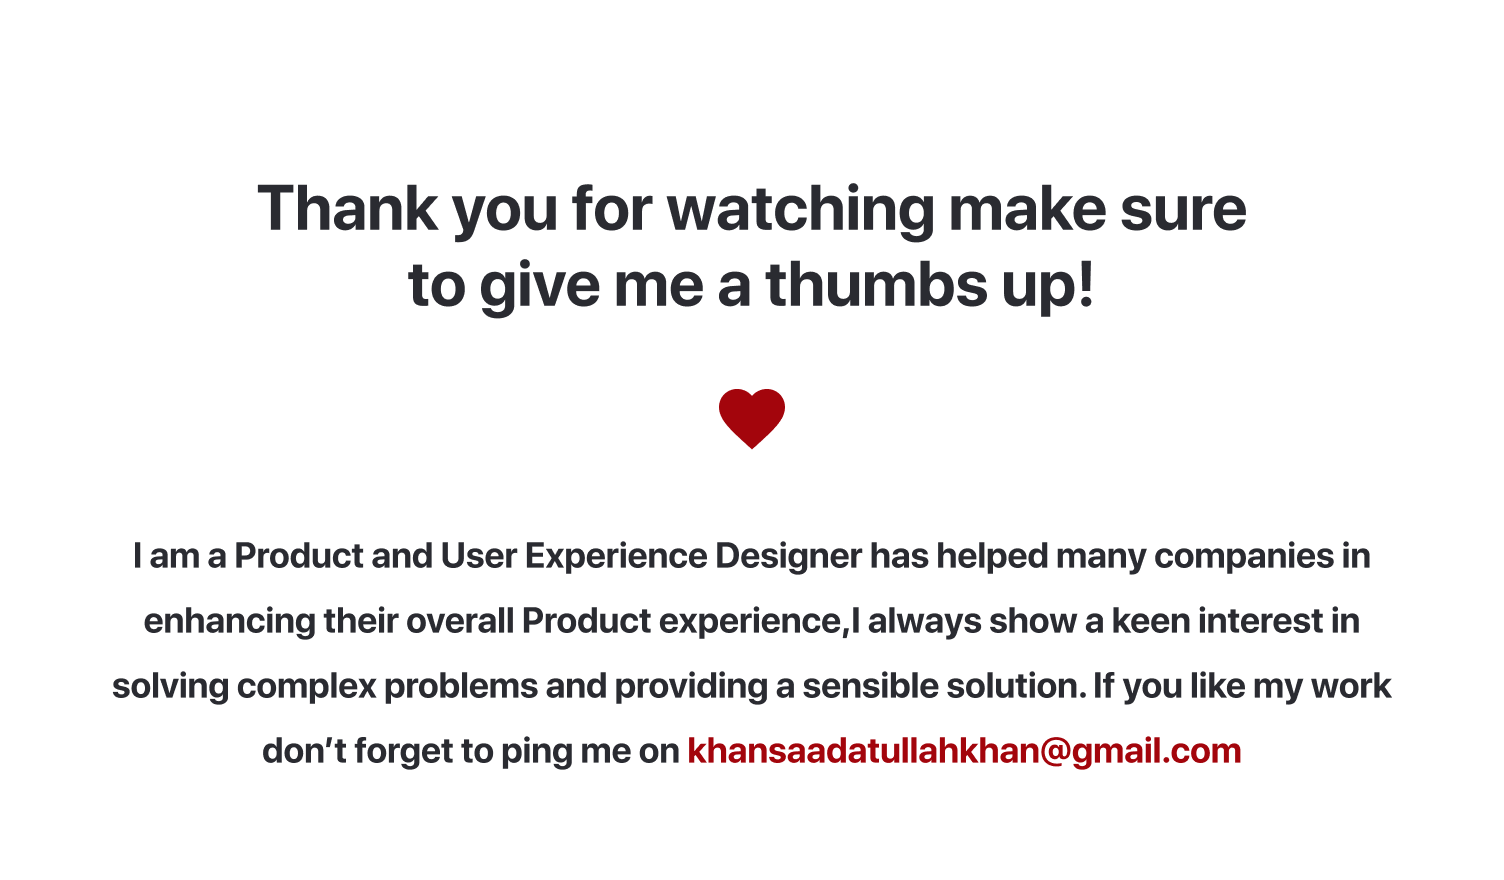 Thank you for watching make sure
to give me a thumbs up!
I am a Product and User Experience Designer has helped many companies in
enhancing their overall Product experience,I always show a keen interest in
solving complex problems and providing a sensible solution. If you like my work
don’t forget to ping me on khansaadatullahkhan@gmail.com